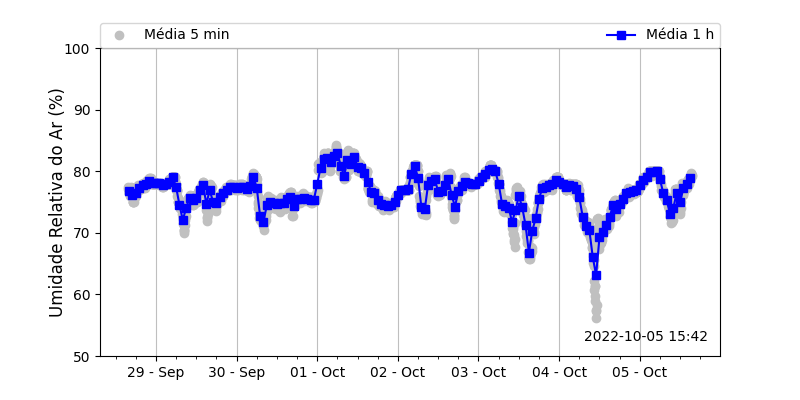 Média 5 min Média 1 h
Umidade Relativa do Ar (%)
100
90
80
70
60
50
2022-10-05 15:42
29 - Sep 30 - Sep 01 - Oct 02 - Oct 03 - Oct 04 - Oct 05 - Oct